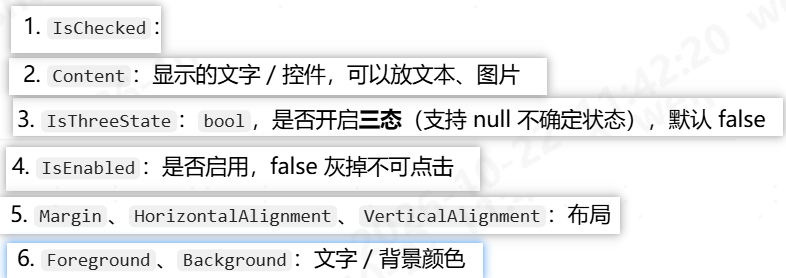 1. IsChecked:
2. Content：显示的文字 / 控件，可以放文本、图片
3. IsThreeState：bool，是否开启三态（支持 null 不确定状态），默认 false
4. IsEnabled：是否启用，false 灰掉不可点击
5. Margin、HorizontalAlignment、VerticalAlignment：布局
6. Foreground、Background：文字 / 背景颜色